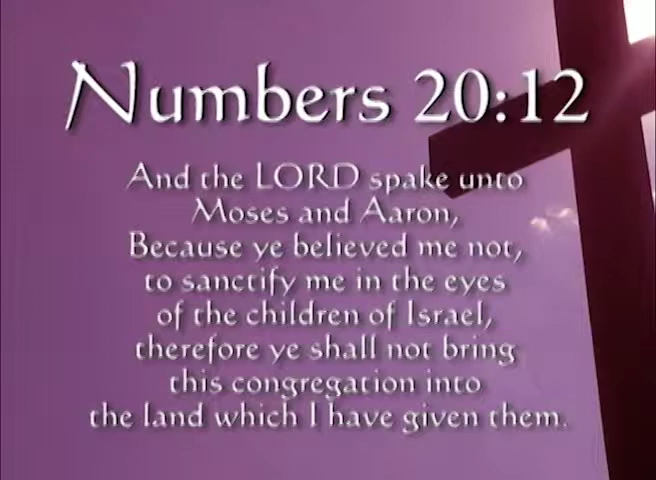 Numbers 20:12
And the LORD spake unto
Moses and Aaron,
Because ye believed me not,
to sanctify me in the eyes
of the children of Israel,
therefore ye shall not bring
this congregation into
the land which I have given them.